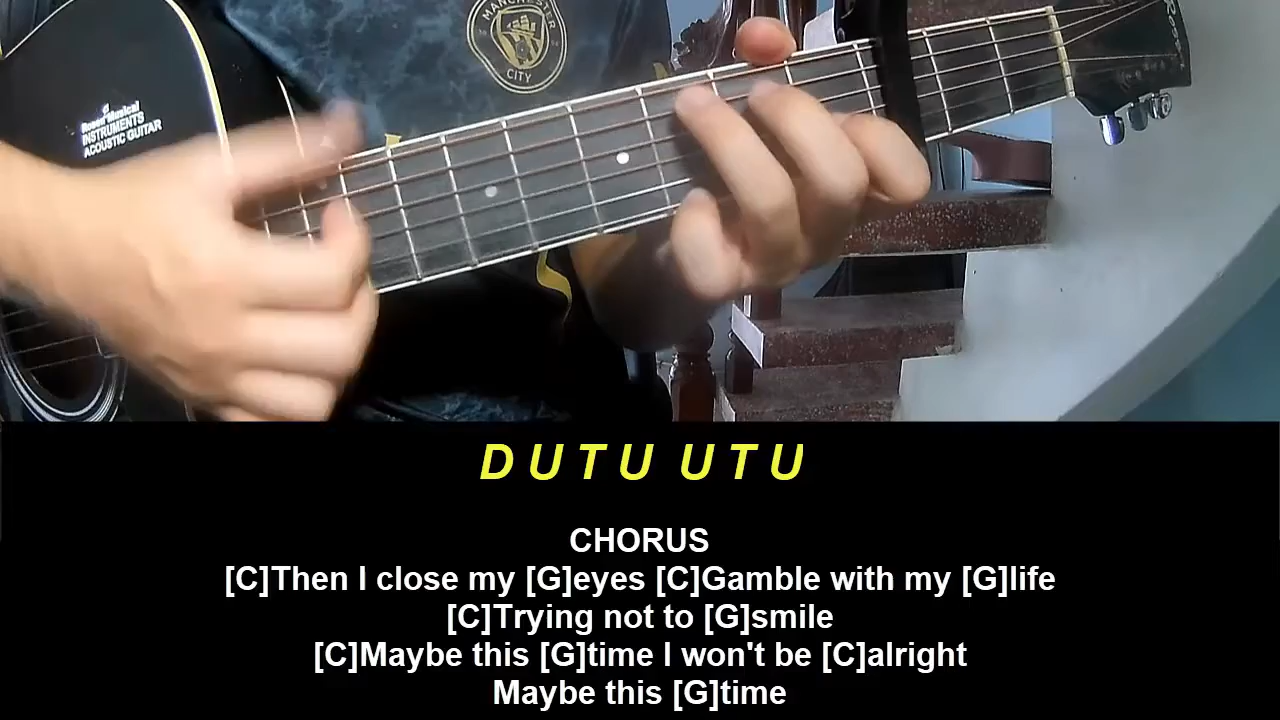 MANCHESTER
CITY
INSTRUMENTS
ACOUSTIC GUITAR
D U T U U T U
CHORUS
[C]Then I close my [G]eyes [C]Gamble with my [G]life
[C]Trying not to [G]smile
[C]Maybe this [G]time I won't be [C]alright
Maybe this [G]time